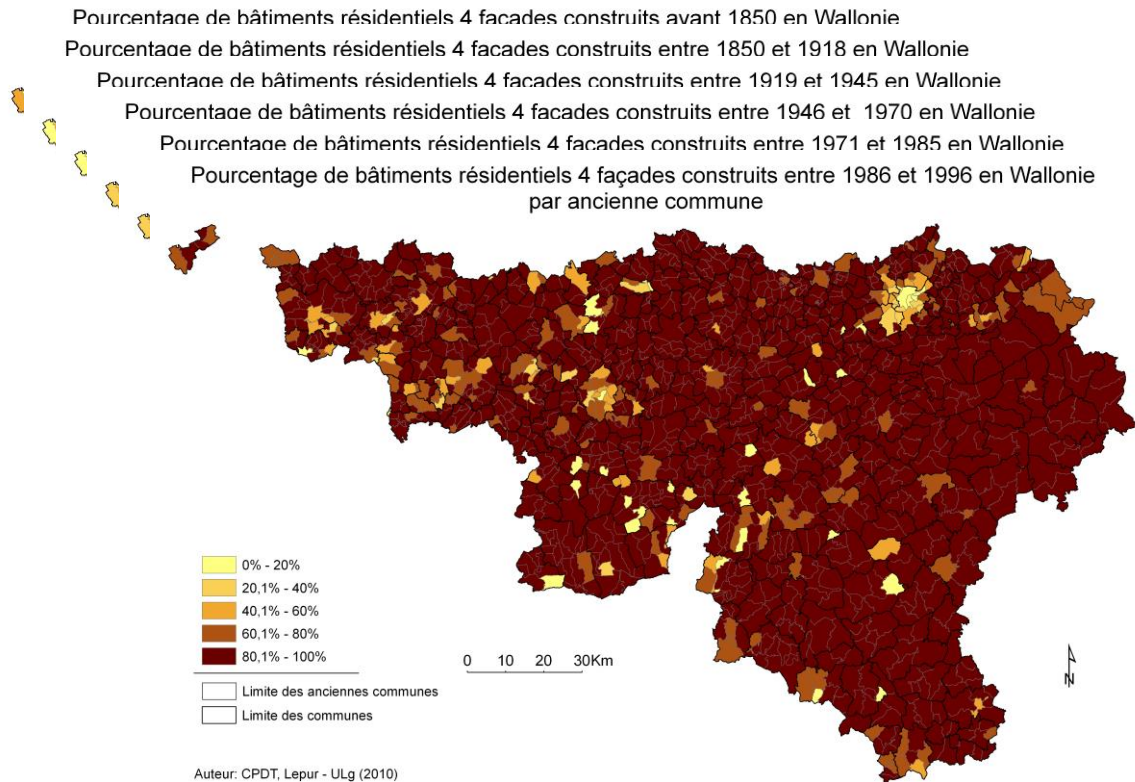 Pourcentage de bâtiments résidentiels 4 facades construits avant 1850 en Wallonie
Pourcentage de bâtiments résidentiels 4 facades construits entre 1850 et 1918 en Wallonie
Pourcentage de bâtiments résidentiels 4 facades construits entre 1919 et 1945 en Wallonie
Pourcentage de bâtiments résidentiels 4 facades construits entre 1946 et 1970 en Wallonie
Pourcentage de bâtiments résidentiels 4 facades construits entre 1971 et 1985 en Wallonie
Pourcentage de bâtiments résidentiels 4 façades construits entre 1986 et 1996 en Wallonie
par ancienne commune
0% - 20%
20,1% - 40%
40,1% - 60%
60,1% - 80%
80,1% - 100%
0 10 20 30Km
Limite des anciennes communes
Limite des communes
N
Auteur: CPDT, Lepur - ULg (2010)